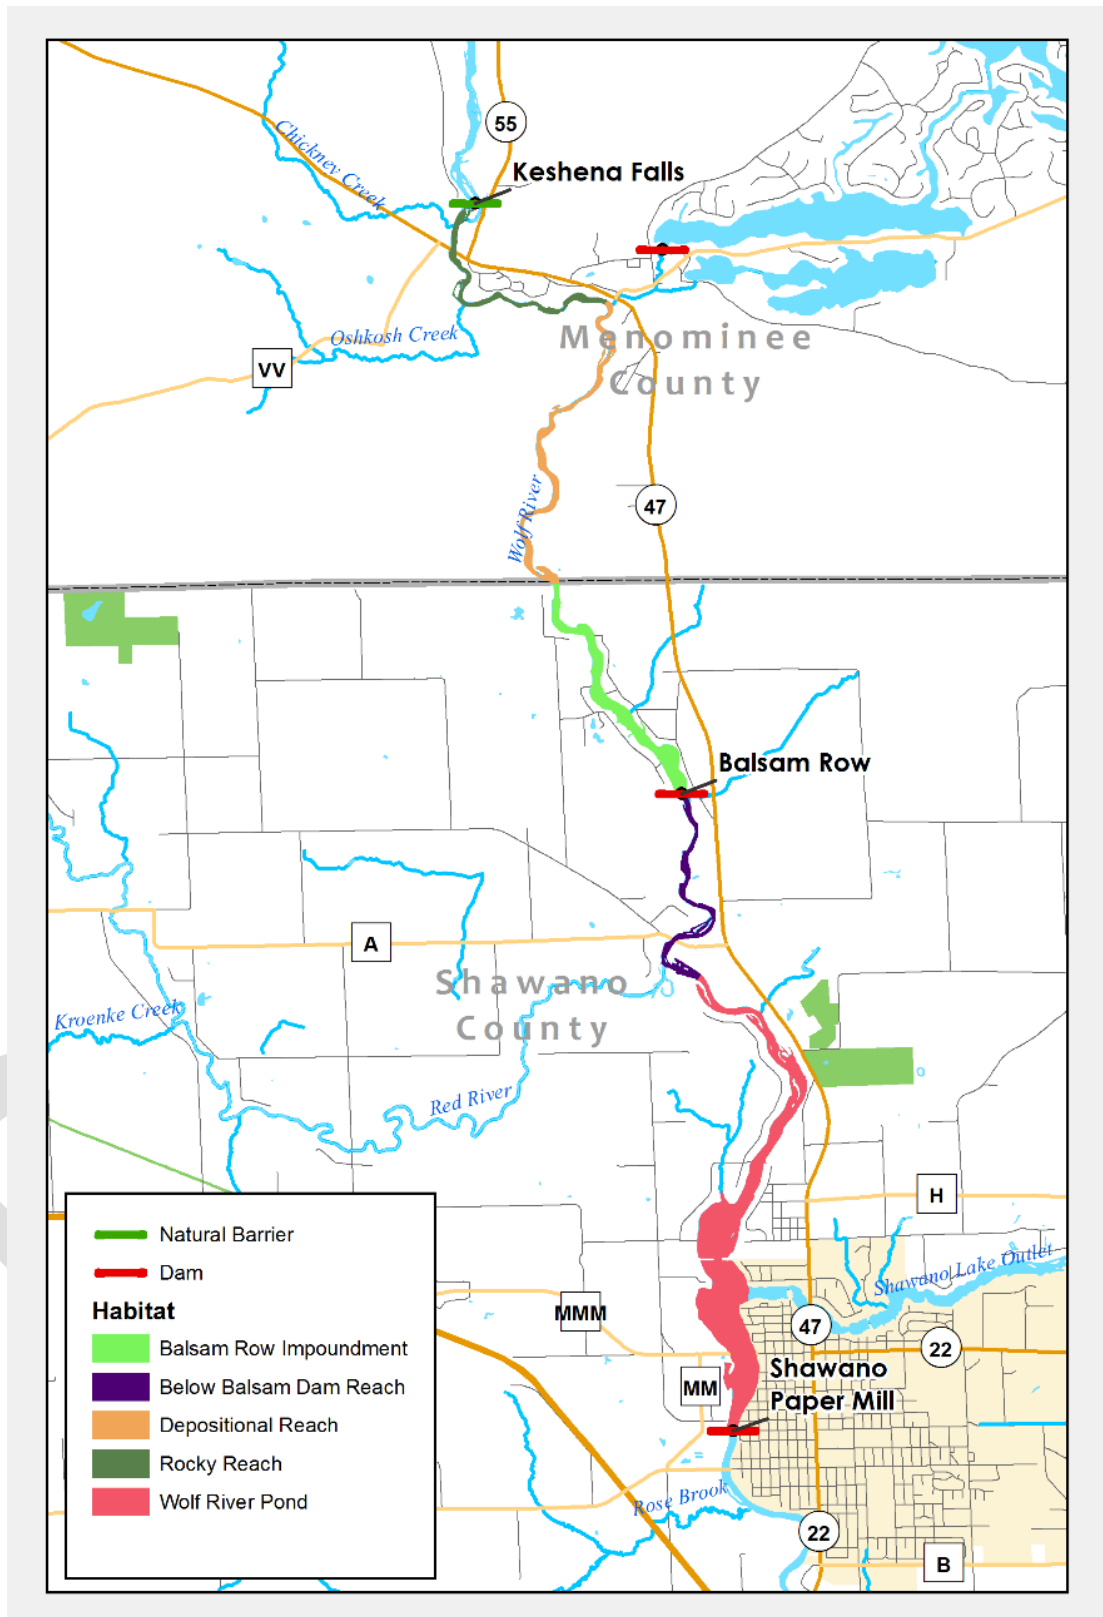 55
Keshena Falls
Chickney Creek
Oshkosh Creek
Menominee
County
VV
47
Wolf River
Balsam Row
A
Shawano
County
Kroenke Creek
Red River
H
Shawano Lake Outlet
MMM
47
22
MM
Shawano
Paper Mill
Rose Brook
22
B
Natural Barrier
Dam
Habitat
Balsam Row Impoundment
Below Balsam Dam Reach
Depositional Reach
Rocky Reach
Wolf River Pond